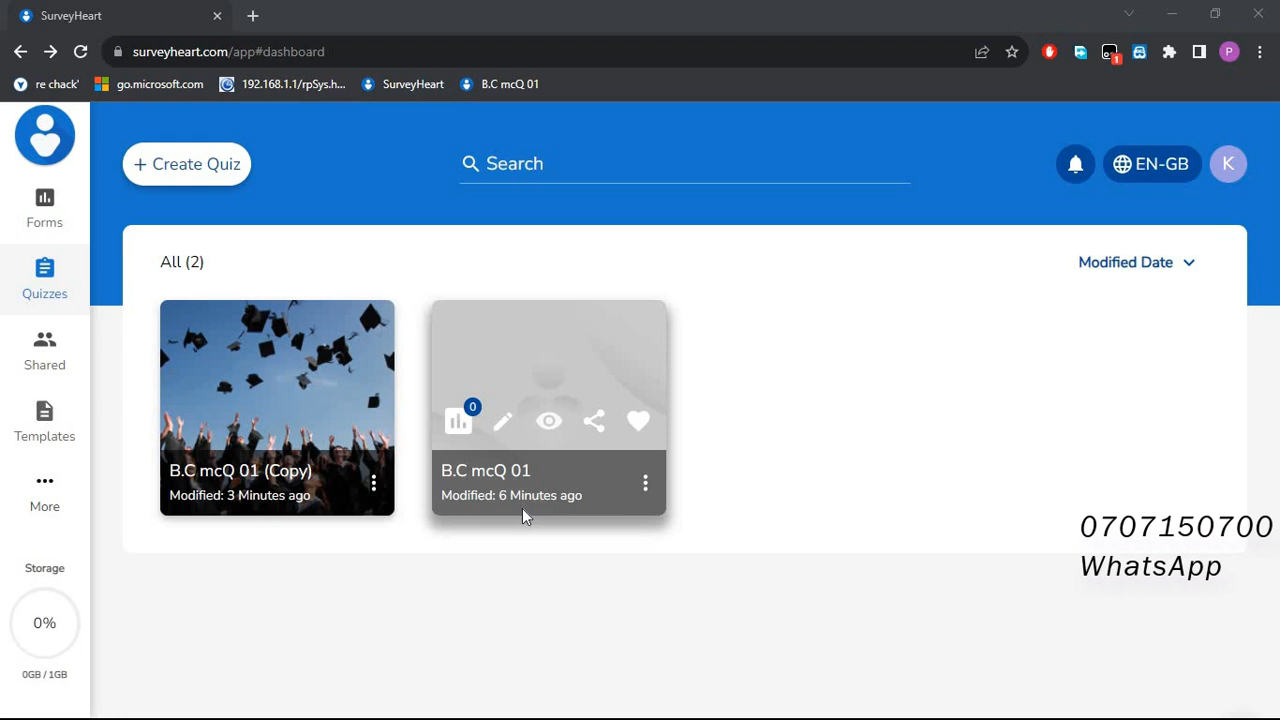 SurveyHeart
surveyheart.com/app#dashboard
1
P
re chack'
go.microsoft.com
192.168.1.1/rpSys.h...
SurveyHeart
B.C mcQ 01
+ Create Quiz
Search
EN-GB
K
Forms
Quizzes
Shared
Templates
More
Storage
0%
0GB / 1GB
All (2)
Modified Date
B.C mcQ 01 (Copy)
Modified: 3 Minutes ago
0
B.C mcQ 01
Modified: 6 Minutes ago
0707150700
WhatsApp